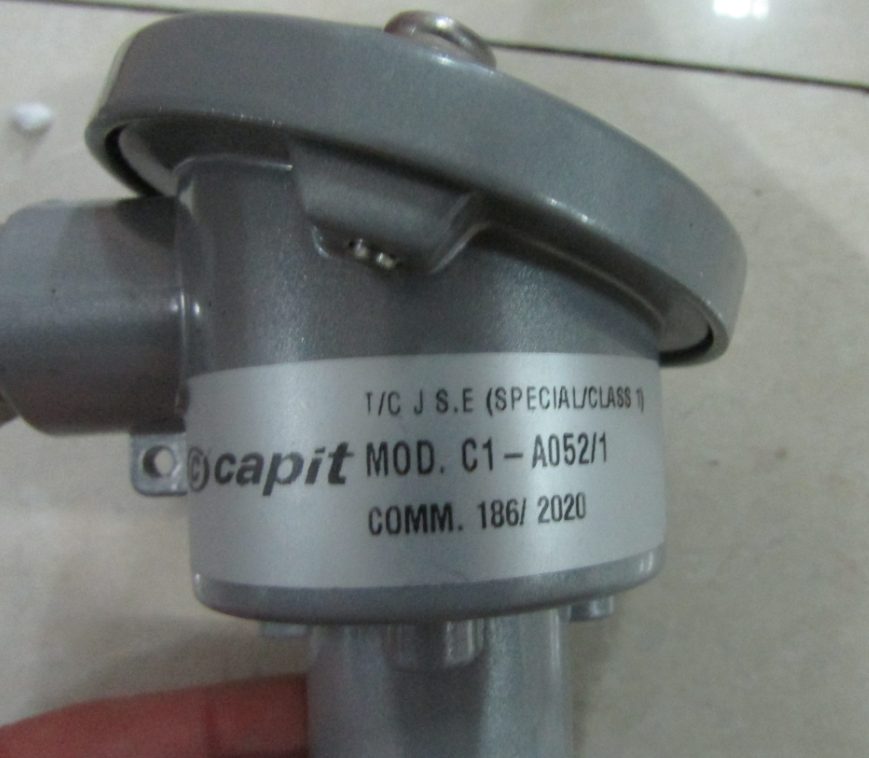 T/C J S.E (SPECIAL/CLASS 1)
©capit MOD. C1-A052/1
COMM. 186/ 2020